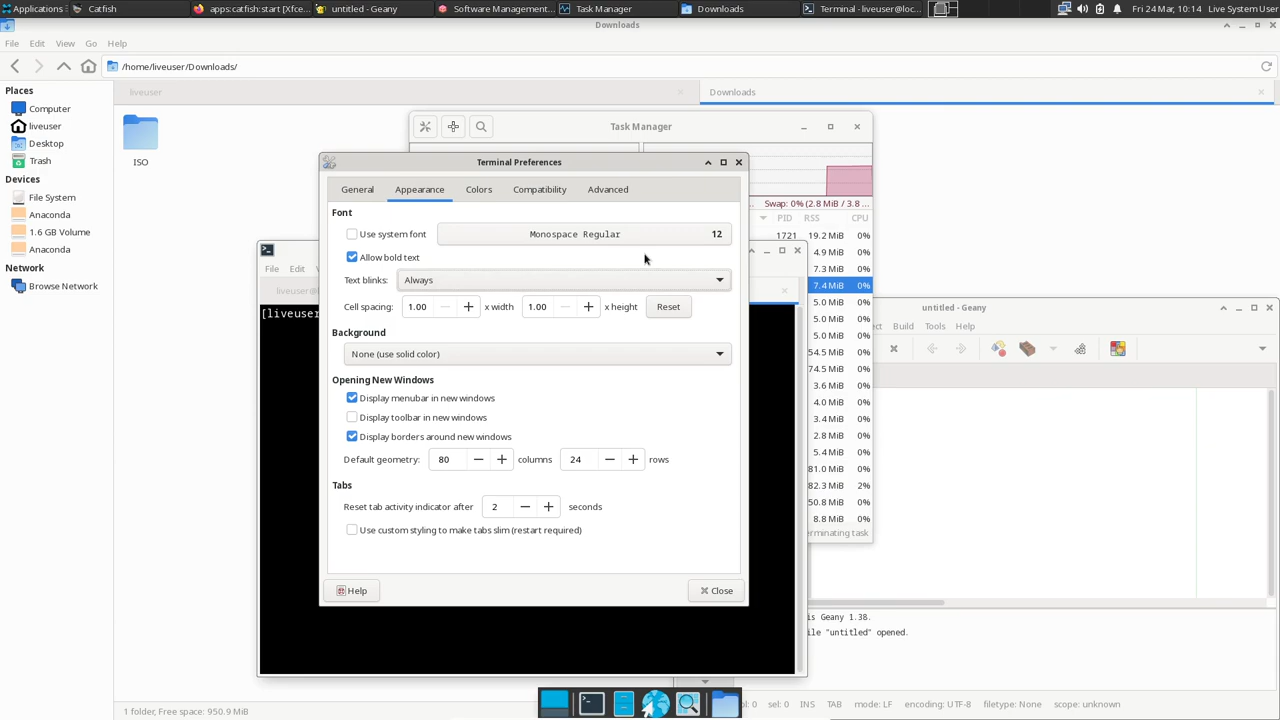 Applications
Catfish
apps:catfish:start [Xfce...
untitled - Geany
Software Management...
Task Manager
Downloads
Terminal - liveuser@loc...
Fri 24 Mar, 10:14
Live System User
Downloads
File Edit View Go Help
/home/liveuser/Downloads/
Places
Computer
liveuser
Desktop
Trash
Devices
File System
Anaconda
1.6 GB Volume
Anaconda
Network
Browse Network
liveuser
Downloads
ISO
1 folder, Free space: 950.9 MiB
Task Manager
Swap: 0% (2.8 MiB / 3.8 ...
PID RSS CPU
1721 19.2 MiB 0%
4.9 MiB 0%
7.3 MiB 0%
7.4 MiB 0%
5.0 MiB 0%
5.0 MiB 0%
5.0 MiB 0%
54.5 MiB 0%
74.5 MiB 0%
3.6 MiB 0%
4.0 MiB 0%
3.4 MiB 0%
2.8 MiB 0%
5.4 MiB 0%
81.0 MiB 0%
82.3 MiB 2%
50.8 MiB 0%
8.8 MiB 0%
erminating task
Terminal Preferences
General Appearance Colors Compatibility Advanced
Font
Use system font Monospace Regular 12
Allow bold text
Text blinks: Always
Cell spacing: 1.00 x width 1.00 x height Reset
Background
None (use solid color)
Opening New Windows
Display menubar in new windows
Display toolbar in new windows
Display borders around new windows
Default geometry: 80 columns 24 rows
Tabs
Reset tab activity indicator after 2 seconds
Use custom styling to make tabs slim (restart required)
Help
Close
File Edit V
liveuser@l
[liveuser
untitled - Geany
ct Build Tools Help
is Geany 1.38.
ile "untitled" opened.
ol: 0 sel: 0 INS TAB mode: LF encoding: UTF-8 filetype: None scope: unknown